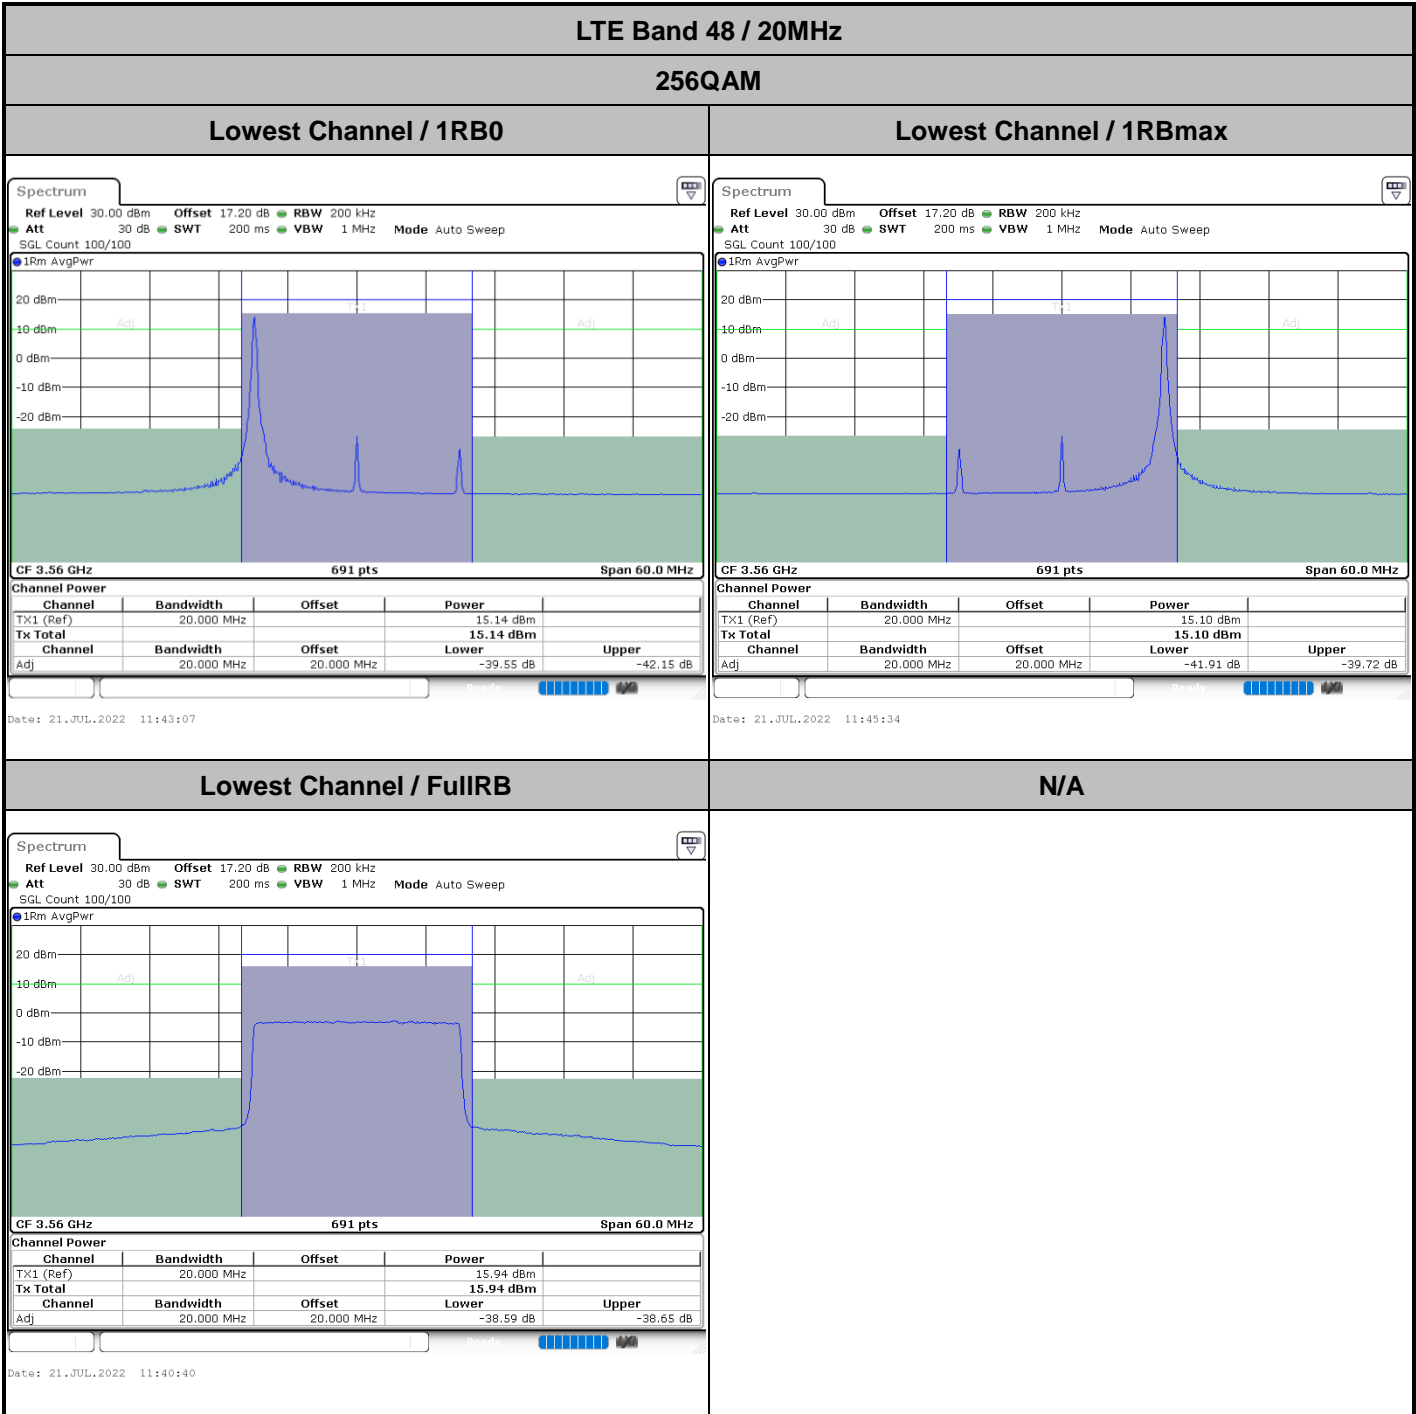 LTE Band 48 / 20MHz
256QAM
Lowest Channel / 1RB0
Lowest Channel / 1RBmax
Spectrum
Ref Level 30.00 dBm Offset 17.20 dB RBW 200 kHz
Att 30 dB SWT 200 ms VBW 1 MHz Mode Auto Sweep
SGL Count 100/100
1Rm AvgPwr
TX1
20 dBm
Adj
Adj
10 dBm
0 dBm
-10 dBm
-20 dBm
CF 3.56 GHz 691 pts Span 60.0 MHz
Channel Power
Channel Bandwidth Offset Power
TX1 (Ref) 20.000 MHz 15.14 dBm
Tx Total 15.14 dBm
Channel Bandwidth Offset Lower Upper
Adj 20.000 MHz 20.000 MHz -39.55 dB -42.15 dB
Ready
Date: 21.JUL.2022 11:43:07
Spectrum
Ref Level 30.00 dBm Offset 17.20 dB RBW 200 kHz
Att 30 dB SWT 200 ms VBW 1 MHz Mode Auto Sweep
SGL Count 100/100
1Rm AvgPwr
TX1
20 dBm
Adj
Adj
10 dBm
0 dBm
-10 dBm
-20 dBm
CF 3.56 GHz 691 pts Span 60.0 MHz
Channel Power
Channel Bandwidth Offset Power
TX1 (Ref) 20.000 MHz 15.10 dBm
Tx Total 15.10 dBm
Channel Bandwidth Offset Lower Upper
Adj 20.000 MHz 20.000 MHz -41.91 dB -39.72 dB
Ready
Date: 21.JUL.2022 11:45:34
Lowest Channel / FullRB
N/A
Spectrum
Ref Level 30.00 dBm Offset 17.20 dB RBW 200 kHz
Att 30 dB SWT 200 ms VBW 1 MHz Mode Auto Sweep
SGL Count 100/100
1Rm AvgPwr
TX1
20 dBm
Adj
Adj
10 dBm
0 dBm
-10 dBm
-20 dBm
CF 3.56 GHz 691 pts Span 60.0 MHz
Channel Power
Channel Bandwidth Offset Power
TX1 (Ref) 20.000 MHz 15.94 dBm
Tx Total 15.94 dBm
Channel Bandwidth Offset Lower Upper
Adj 20.000 MHz 20.000 MHz -38.59 dB -38.65 dB
Ready
Date: 21.JUL.2022 11:40:40